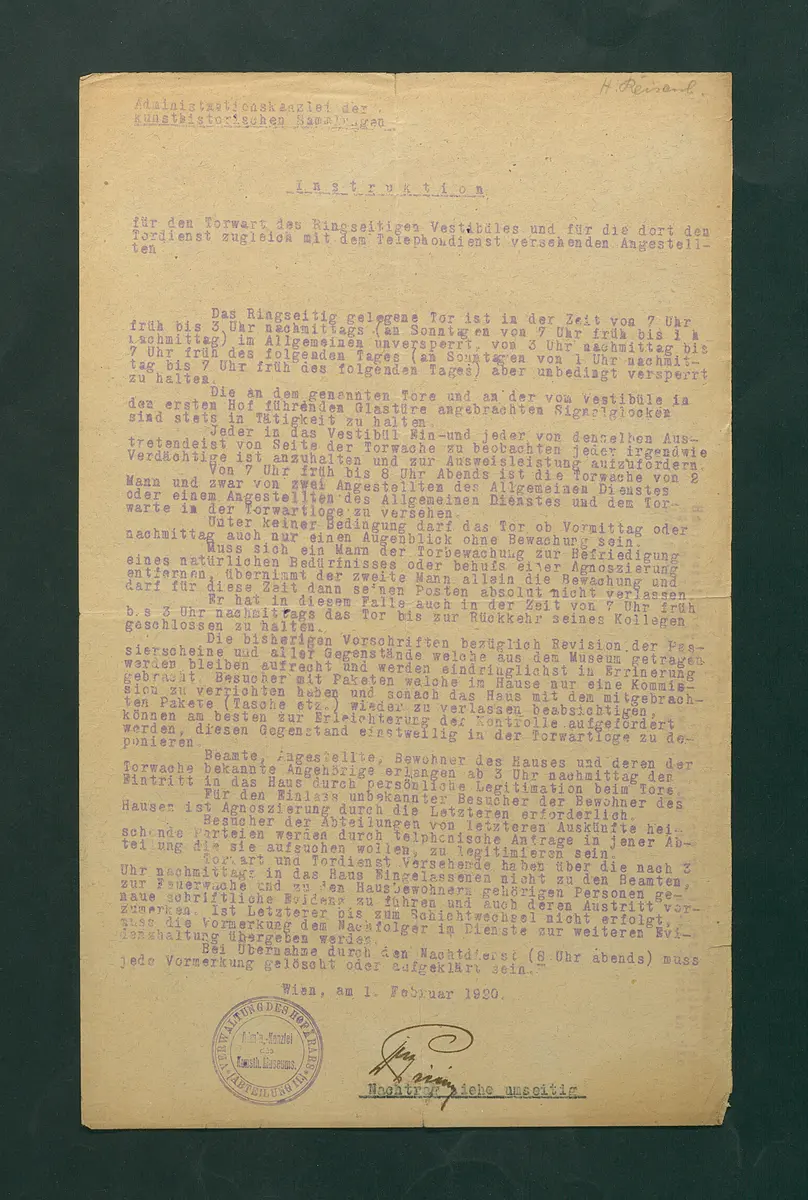 H. Reisenl.
Administrationskanzlei der
Kunsthistorischen Sammlungen
Instruktion
für den Torwart des Ringseitigen Vestibüles und für die dort den
Tordienst zugleich mit dem Telephondienst versehenden Angestell-
ten
Das Ringseitig gelegene Tor ist in der Zeit von 7 Uhr
früh bis 3 Uhr nachmittags (an Sonntagen von 7 Uhr früh bis 1 h
nachmittag) im Allgemeinen unversperrt, von 3 Uhr nachmittag bis
7 Uhr früh des folgenden Tages (an Sonntagen von 1 Uhr nachmit-
tag bis 7 Uhr früh des folgenden Tages) aber unbedingt versperrt
zu halten.
Die an dem genannten Tore und an der vom Vestibüle in
den ersten Hof führenden Glastüre angebrachten Signalglocken
sind stets in Tätigkeit zu halten.
Jeder in das Vestibül Ein-und jeder von denselben Aus-
tretendeist von Seite der Torwache zu beobachten jeder irgendwie
Verdächtige ist anzuhalten und zur Ausweisleistung aufzufordern.
Von 7 Uhr früh bis 8 Uhr Abends ist die Torwache von 2
Mann und zwar von zwei Angestellten des Allgemeinen Dienstes
oder einem Angestellten des Allgemeinen Dienstes und dem Tor-
warte in der Torwartloge zu versehen.
Unter keiner Bedingung darf das Tor ob Vormittag oder
nachmittag auch nur einen Augenblick ohne Bewachung sein.
Muss sich ein Mann der Torbewachung zur Befriedigung
eines natürlichen Bedürfnisses oder behufs einer Agnoszierung
entfernen, übernimmt der zweite Mann allein die Bewachung und
darf für diese Zeit dann seinen Posten absolut nicht verlassen
Er hat in diesem Falle auch in der Zeit von 7 Uhr früh
bis 3 Uhr nachmittags das Tor bis zur Rückkehr seines Kollegen
geschlossen zu halten.
Die bisherigen Vorschriften bezüglich Revision der Pas-
sierscheine und aller Gegenstände welche aus dem Museum getragen
werden bleiben aufrecht und werden eindringlichst in Erinnerung
gebracht. Besucher mit Paketen welche im Hause nur eine Kommis-
sion zu verrichten haben und sonach das Haus mit dem mitgebrach-
ten Pakete (Tasche etz.) wieder zu verlassen beabsichtigen,
können am besten zur Erleichterung der Kontrolle aufgefordert
werden, diesen Gegenstand einstweilig in der Torwartloge zu de-
ponieren.
Beamte, Angestellte, Bewohner des Hauses und deren der
Torwache bekannte Angehörige erlangen ab 3 Uhr nachmittag den
Eintritt in das Haus durch persönliche Legitimation beim Tore.
Für den Einlass unbekannter Besucher der Bewohner des
Hauses ist Agnoszierung durch die Letzteren erforderlich.
Besucher der Abteilungen von letzteren Auskünfte hei-
schende Parteien werden durch telphonische Anfrage in jener Ab-
teilung die sie aufsuchen wollen, zu legitimieren sein.
Torwart und Tordienst Versehende haben über die nach 3
Uhr nachmittags in das Haus Eingelassenen nicht zu den Beamten,
zur Feuerwache und zu den Hausbewohnern gehörigen Personen ge-
naue schriftliche Evidenz zu führen und auch deren Austritt vor-
zumerken. Ist Letzterer bis zum Schichtwechsel nicht erfolgt,
muss die Vormerkung dem Nachfolger im Dienste zur weiteren Evi-
denzhaltung übergeben werden.
Bei Übernahme durch den Nachtdienst (8 Uhr abends) muss
jede Vormerkung gelöscht oder aufgeklärt sein.-
Wien, am 1. Februar 1920.
VERWALTUNG DES HOFÄRARS
(ABTEILUNG II)
Adm.-Kanzlei
des
Kunsth. Museums.
Nachtrag siehe umseitig